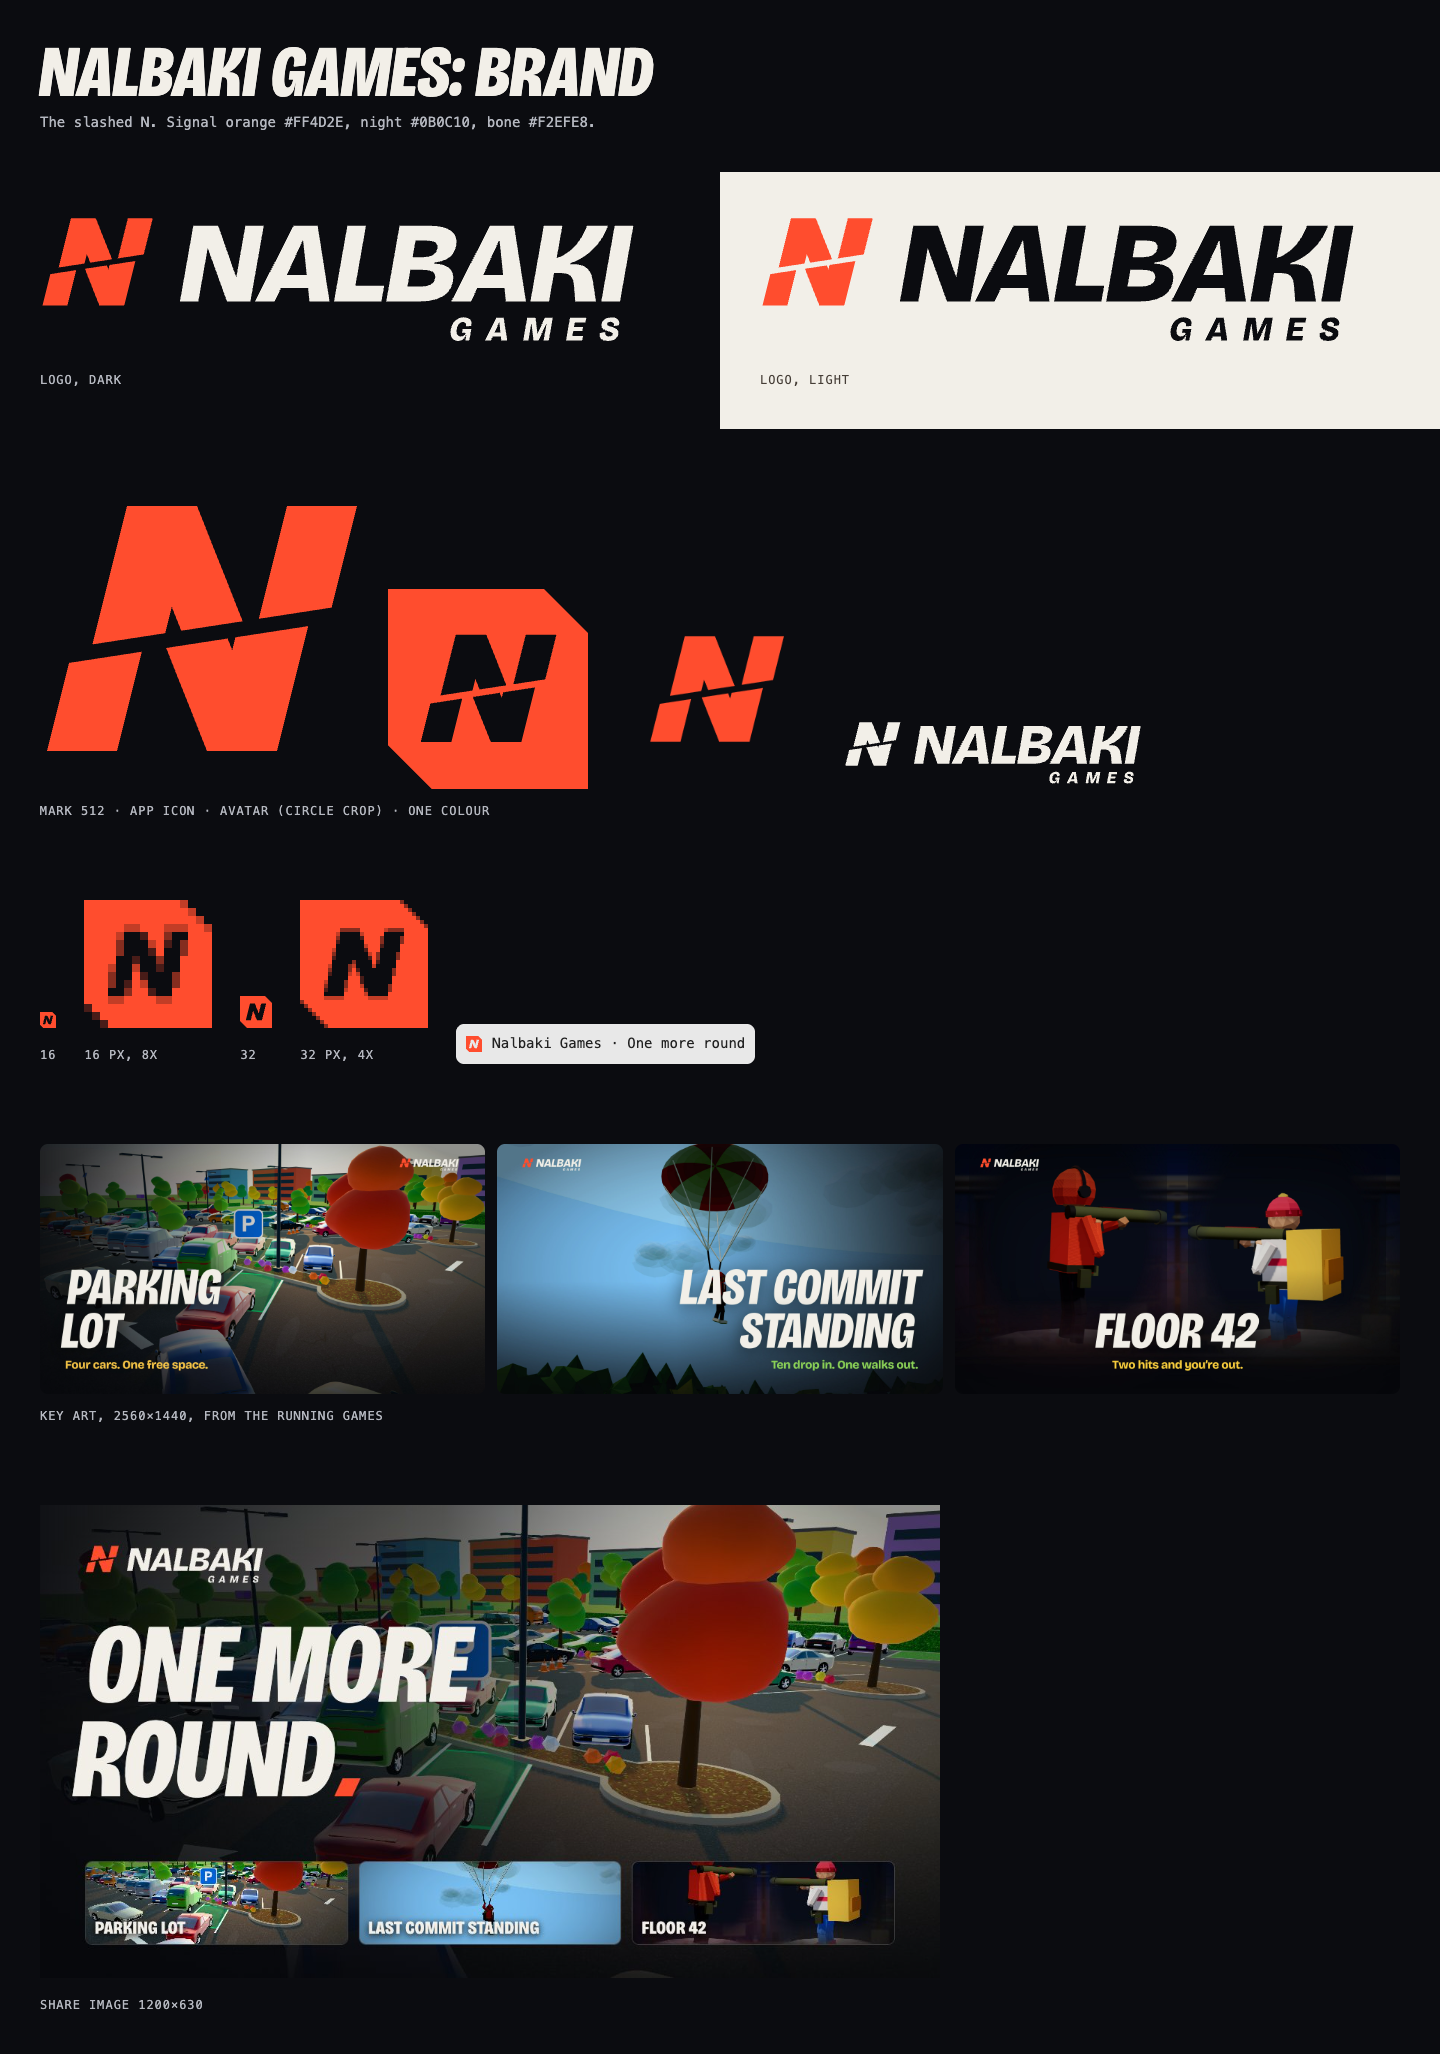 NALBAKI GAMES: BRAND
The slashed N. Signal orange #FF4D2E, night #0B0C10, bone #F2EFE8.
N NALBAKI
GAMES
LOGO, DARK
N NALBAKI
GAMES
LOGO, LIGHT
N
N
N
N NALBAKI
GAMES
MARK 512 · APP ICON · AVATAR (CIRCLE CROP) · ONE COLOUR
N
N
N
N
16
16 PX, 8X
32
32 PX, 4X
N Nalbaki Games · One more round
N NALBAKI
GAMES
P
PARKING
LOT
Four cars. One free space.
N NALBAKI
GAMES
LAST COMMIT
STANDING
Ten drop in. One walks out.
N NALBAKI
GAMES
FLOOR 42
Two hits and you're out.
KEY ART, 2560×1440, FROM THE RUNNING GAMES
N NALBAKI
GAMES
P
ONE MORE
ROUND.
P
PARKING LOT
LAST COMMIT STANDING
FLOOR 42
SHARE IMAGE 1200×630